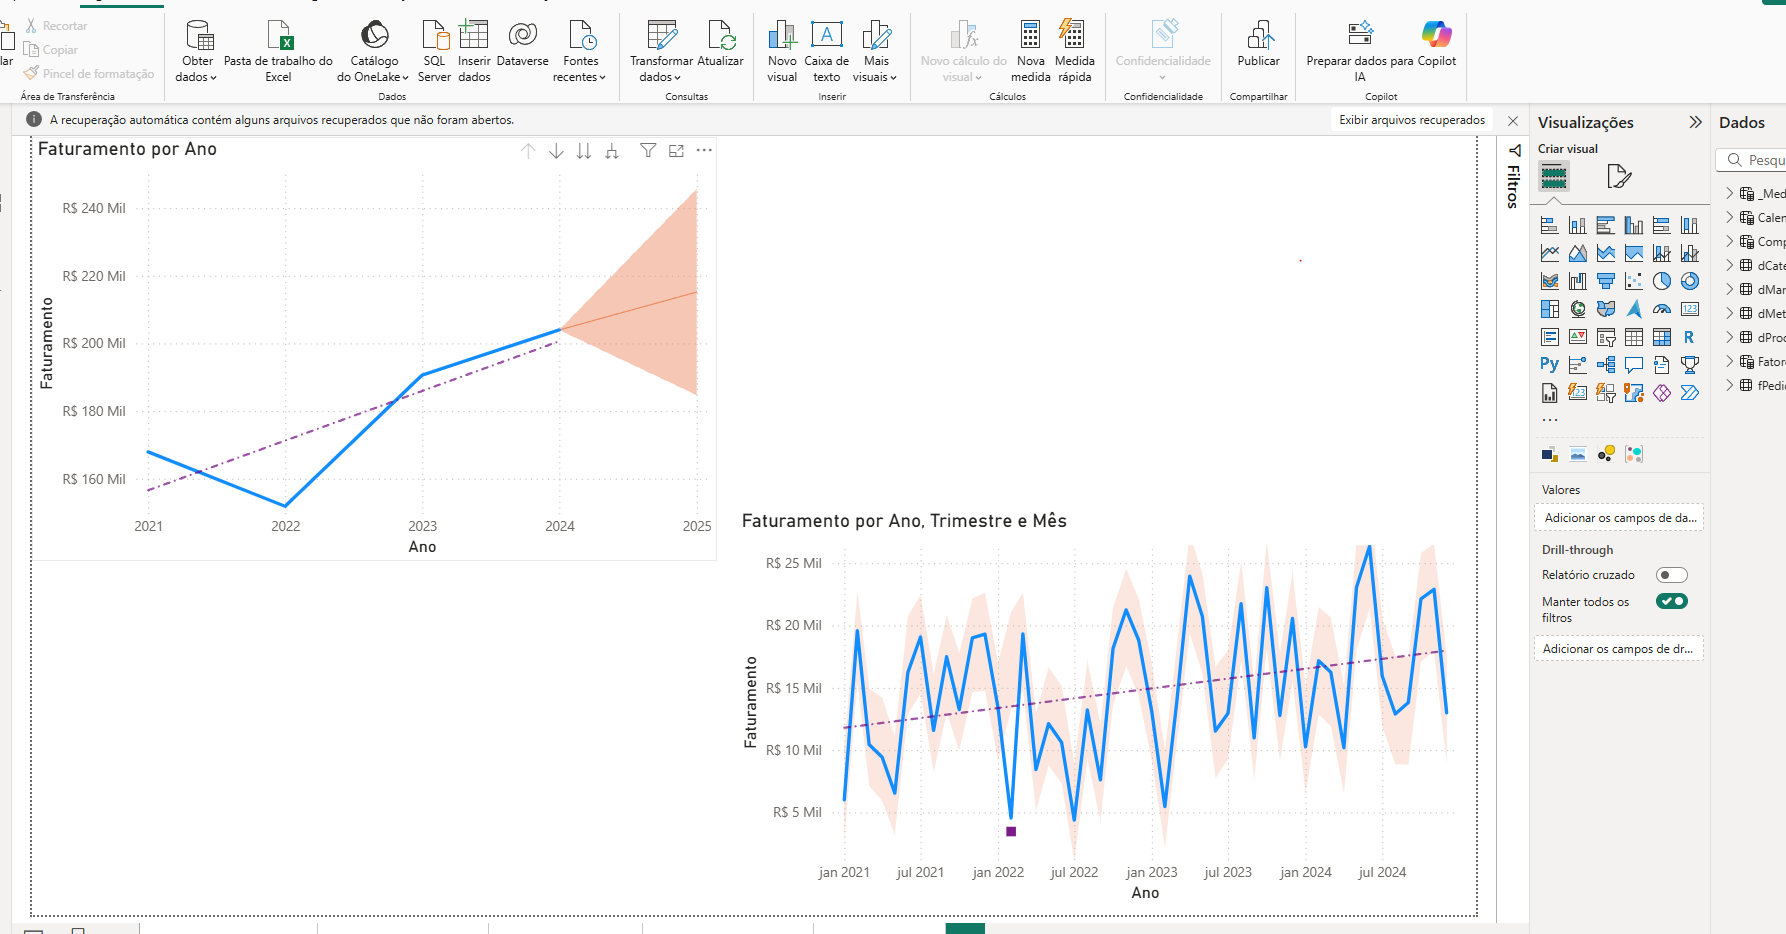 Recortar
Copiar
Pincel de formatação
Área de Transferência
Obter dados
Pasta de trabalho do Excel
Catálogo do OneLake
SQL Server
Inserir dados
Dataverse
Fontes recentes
Dados
Transformar dados
Atualizar
Consultas
Novo visual
Caixa de texto
Mais visuais
Inserir
Novo cálculo do visual
Nova medida
Medida rápida
Cálculos
Confidencialidade
Confidencialidade
Publicar
Compartilhar
Preparar dados para IA
Copilot
Copilot
A recuperação automática contém alguns arquivos recuperados que não foram abertos.
Exibir arquivos recuperados
Faturamento por Ano
R$ 240 Mil
R$ 220 Mil
R$ 200 Mil
R$ 180 Mil
R$ 160 Mil
Faturamento
2021 2022 2023 2024 2025
Ano
Faturamento por Ano, Trimestre e Mês
R$ 25 Mil
R$ 20 Mil
R$ 15 Mil
R$ 10 Mil
R$ 5 Mil
Faturamento
jan 2021 jul 2021 jan 2022 jul 2022 jan 2023 jul 2023 jan 2024 jul 2024
Ano
Filtros
Visualizações
Criar visual
R
Py
123
Valores
Adicionar os campos de da...
Drill-through
Relatório cruzado
Manter todos os
filtros
Adicionar os campos de dr...
Dados
Pesqu
_Med
Calen
Comp
dCate
dMar
dMet
dProd
Fator
fPedi